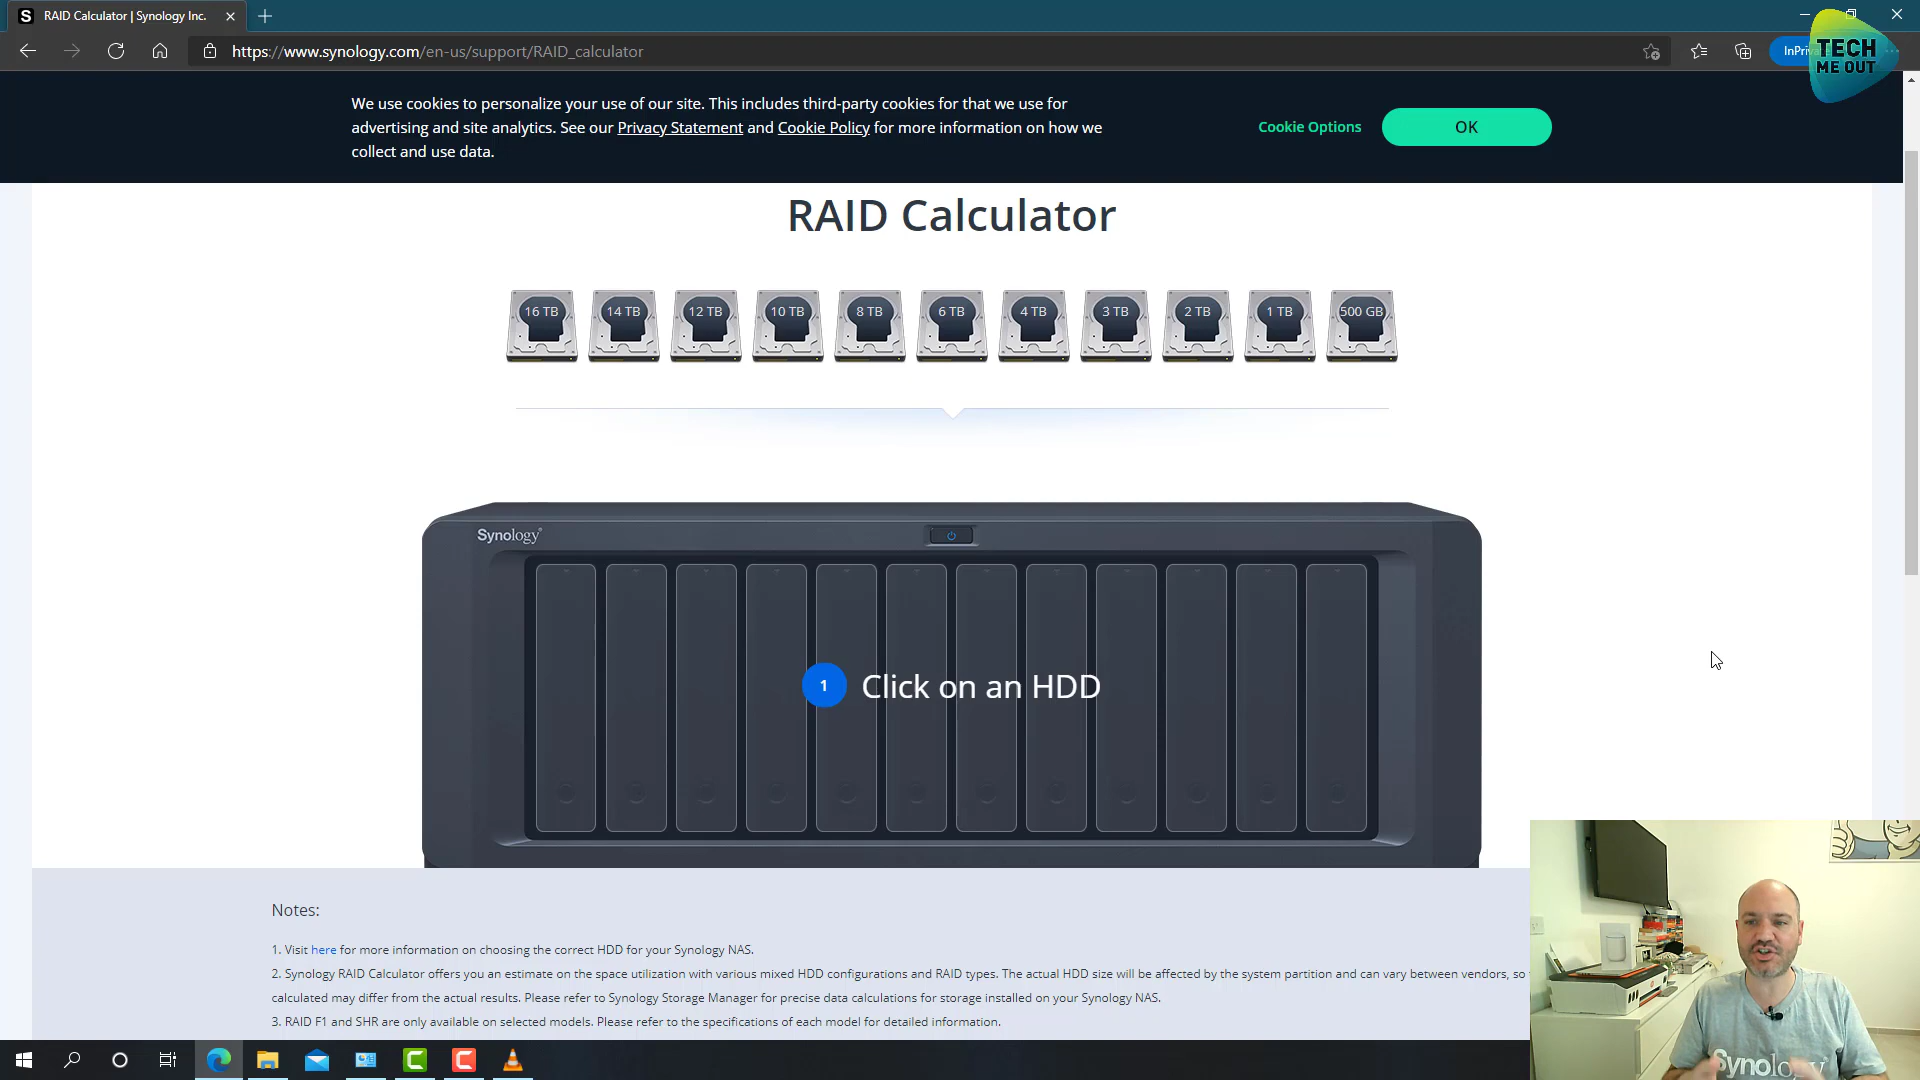 RAID Calculator | Synology Inc.
https://www.synology.com/en-us/support/RAID_calculator
TECH
ME OUT
We use cookies to personalize your use of our site. This includes third-party cookies for that we use for
advertising and site analytics. See our Privacy Statement and Cookie Policy for more information on how we
collect and use data.
Cookie Options
OK
RAID Calculator
16 TB
14 TB
12 TB
10 TB
8 TB
6 TB
4 TB
3 TB
2 TB
1 TB
500 GB
Synology
1
Click on an HDD
Notes:
1. Visit here for more information on choosing the correct HDD for your Synology NAS.
2. Synology RAID Calculator offers you an estimate on the space utilization with various mixed HDD configurations and RAID types. The actual HDD size will be affected by the system partition and can vary between vendors, so
calculated may differ from the actual results. Please refer to Synology Storage Manager for precise data calculations for storage installed on your Synology NAS.
3. RAID F1 and SHR are only available on selected models. Please refer to the specifications of each model for detailed information.
Synology